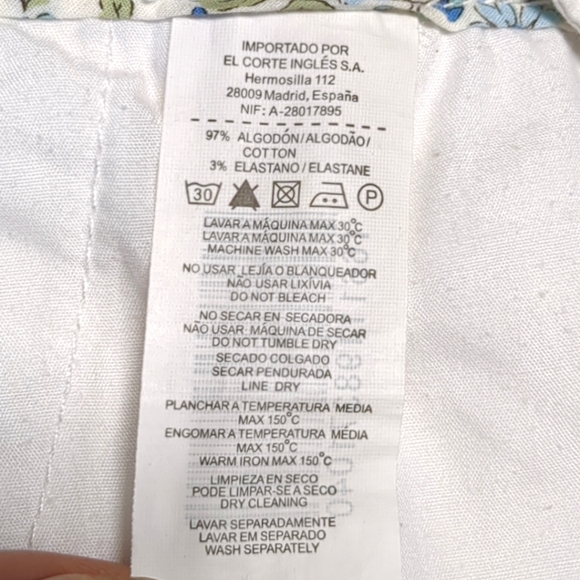 IMPORTADO POR
EL CORTE INGLÉS S.A.
Hermosilla 112
28009 Madrid, España
NIF: A-28017895
97% ALGODÓN/ALGODÃO/
COTTON
3% ELASTANO/ELASTANE
30 P
LAVAR A MÁQUINA MAX 30°C
LAVAR A MÁQUINA MAX 30°C
MACHINE WASH MAX 30°C
NO USAR LEJÍA O BLANQUEADOR
NÃO USAR LIXÍVIA
DO NOT BLEACH
NO SECAR EN SECADORA
NÃO USAR MÁQUINA DE SECAR
DO NOT TUMBLE DRY
SECADO COLGADO
SECAR PENDURADA
LINE DRY
PLANCHAR A TEMPERATURA MEDIA
MAX 150°C
ENGOMAR A TEMPERATURA MÉDIA
MAX 150°C
WARM IRON MAX 150°C
LIMPIEZA EN SECO
PODE LIMPAR-SE A SECO
DRY CLEANING
LAVAR SEPARADAMENTE
LAVAR EM SEPARADO
WASH SEPARATELY